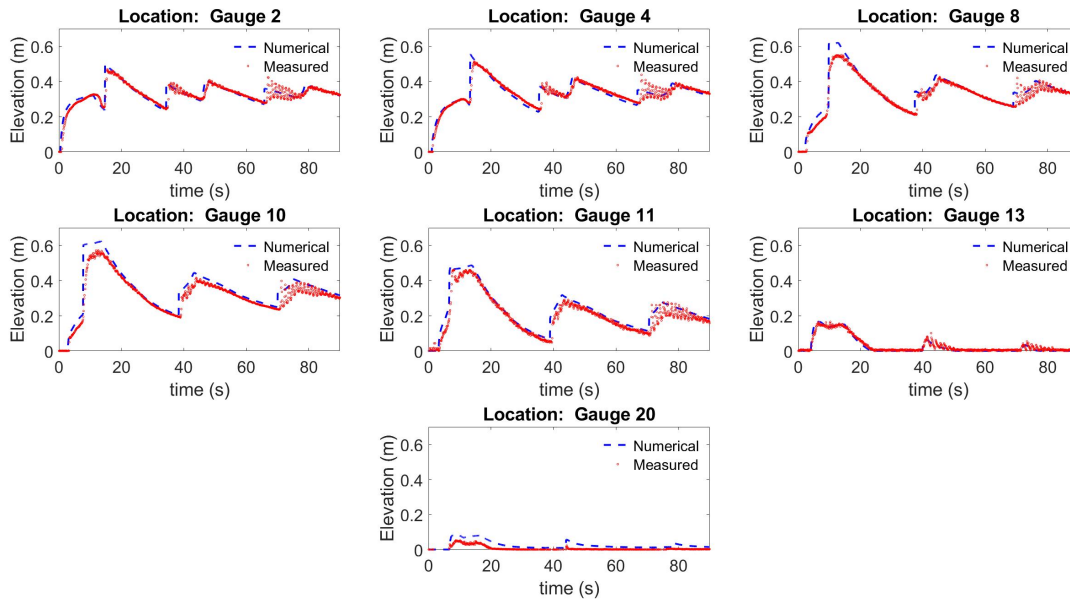 Location: Gauge 2
Elevation (m)
0.6
0.4
0.2
0
Numerical
Measured
0 20 40 60 80
time (s)
Location: Gauge 4
Elevation (m)
0.6
0.4
0.2
0
Numerical
Measured
0 20 40 60 80
time (s)
Location: Gauge 8
Elevation (m)
0.6
0.4
0.2
0
Numerical
Measured
0 20 40 60 80
time (s)
Location: Gauge 10
Elevation (m)
0.6
0.4
0.2
0
Numerical
Measured
0 20 40 60 80
time (s)
Location: Gauge 11
Elevation (m)
0.6
0.4
0.2
0
Numerical
Measured
0 20 40 60 80
time (s)
Location: Gauge 13
Elevation (m)
0.6
0.4
0.2
0
Numerical
Measured
0 20 40 60 80
time (s)
Location: Gauge 20
Elevation (m)
0.6
0.4
0.2
0
Numerical
Measured
0 20 40 60 80
time (s)